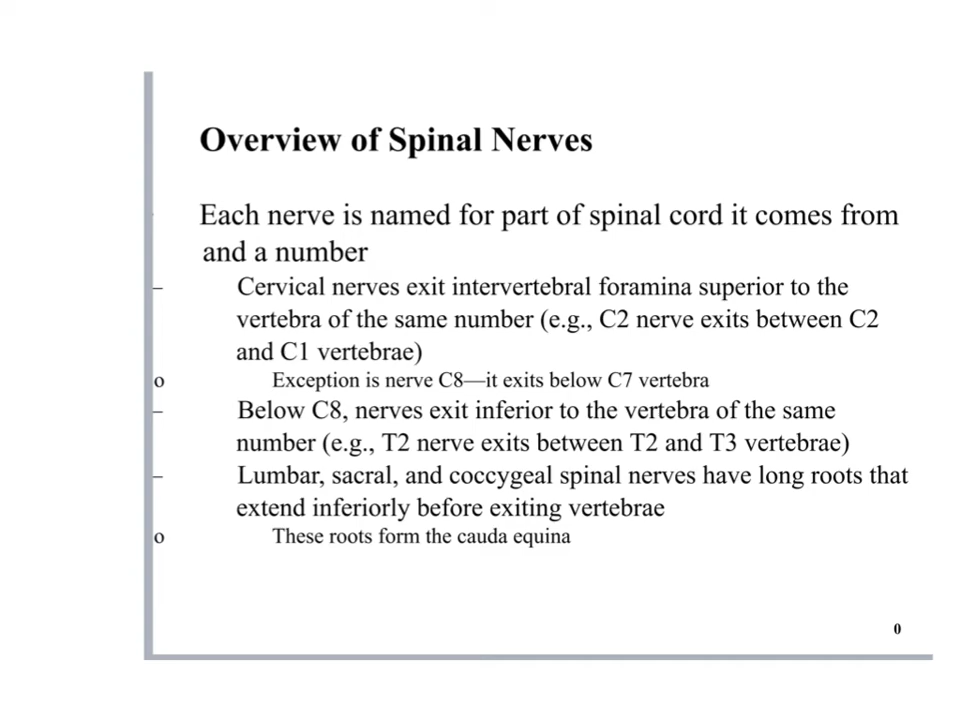 Overview of Spinal Nerves
Each nerve is named for part of spinal cord it comes from
and a number
– Cervical nerves exit intervertebral foramina superior to the
vertebra of the same number (e.g., C2 nerve exits between C2
and C1 vertebrae)
o Exception is nerve C8—it exits below C7 vertebra
– Below C8, nerves exit inferior to the vertebra of the same
number (e.g., T2 nerve exits between T2 and T3 vertebrae)
– Lumbar, sacral, and coccygeal spinal nerves have long roots that
extend inferiorly before exiting vertebrae
o These roots form the cauda equina
0